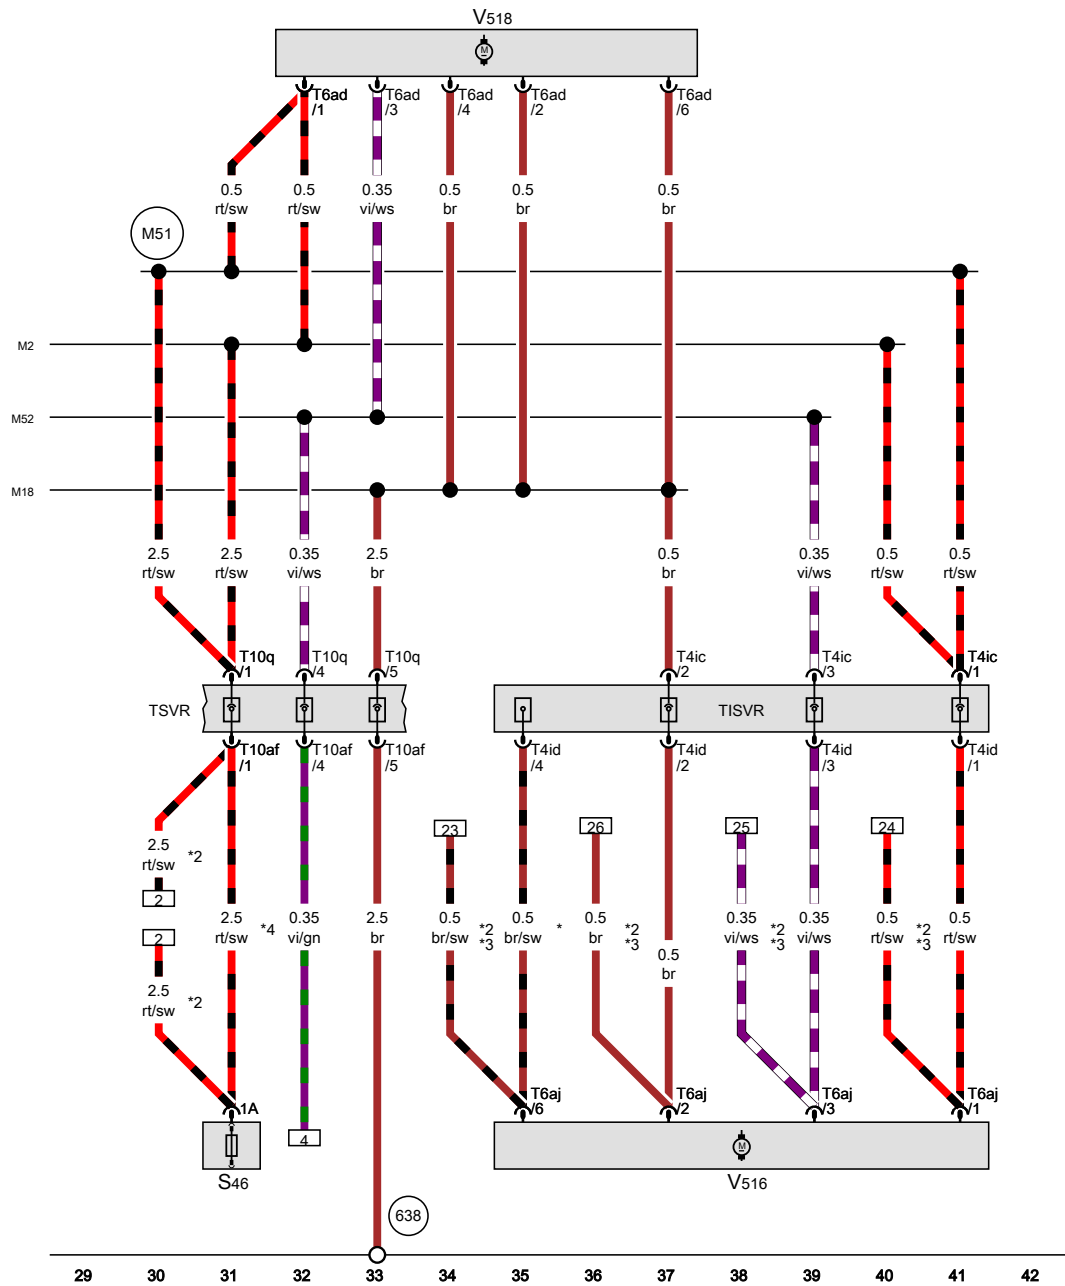 V518
M
T6ad T6ad T6ad T6ad T6ad
/1 /3 /4 /2 /6
0.5 0.5 0.35 0.5 0.5 0.5
rt/sw rt/sw vi/ws br br br
M51
M2
M52
M18
2.5 2.5 0.35 2.5 0.5 0.35 0.5 0.5
rt/sw rt/sw vi/ws br br vi/ws rt/sw rt/sw
T10q T10q T10q T4ic T4ic T4ic
/1 /4 /5 /2 /3 /1
TSVR TISVR
T10af T10af T10af T4id T4id T4id T4id
/1 /4 /5 /4 /2 /3 /1
23 26 25 24
2.5
rt/sw *2
2
2.5 0.35 2.5 0.5 0.5 0.5 0.35 0.35 0.5 0.5
rt/sw *4 vi/gn br br/sw *2 br/sw * br *2 vi/ws *2 vi/ws rt/sw *2 rt/sw
*3 *3 *3 *3
2
0.5
br
2.5
rt/sw *2
1A T6aj T6aj T6aj T6aj
/6 /2 /3 /1
4
M
S46 V516
638
29 30 31 32 33 34 35 36 37 38 39 40 41 42